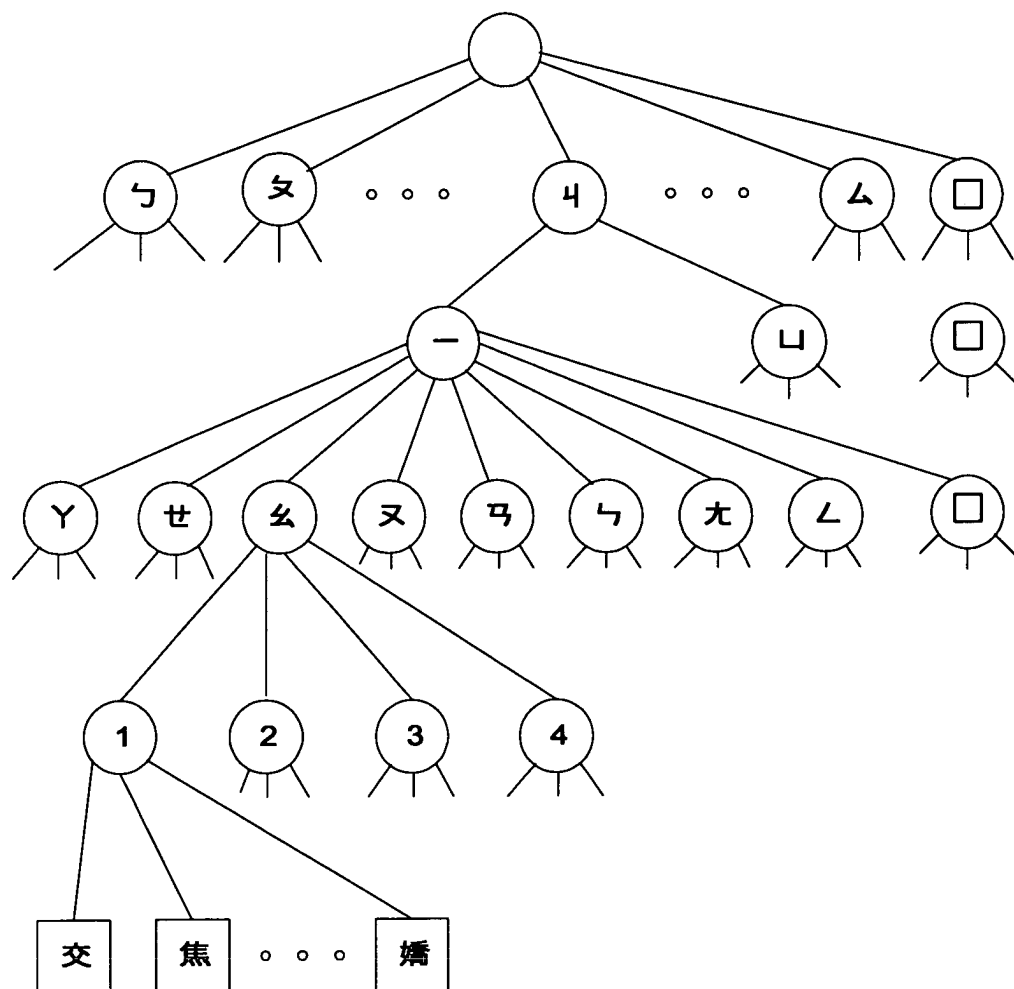 ㄅ ㄆ 。。。 ㄐ 。。。 ㄙ □
ㄧ ㄩ □
ㄚ ㄝ ㄠ ㄡ ㄢ ㄣ ㄤ ㄥ □
1 2 3 4
交 焦 。。。 嬌